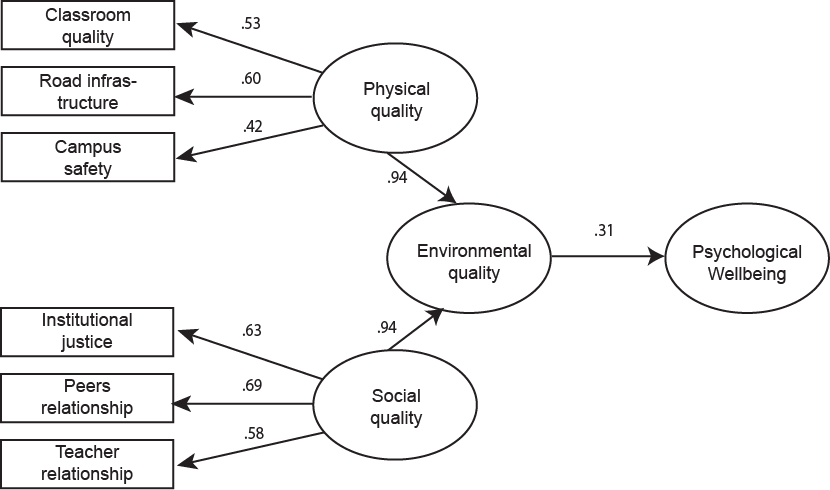 Classroom
quality
.53
Road infras-
tructure
.60
Physical
quality
.42
Campus
safety
.94
Environmental
quality
.31
Psychological
Wellbeing
Institutional
justice
.63
.94
Peers
relationship
.69
Social
quality
.58
Teacher
relationship